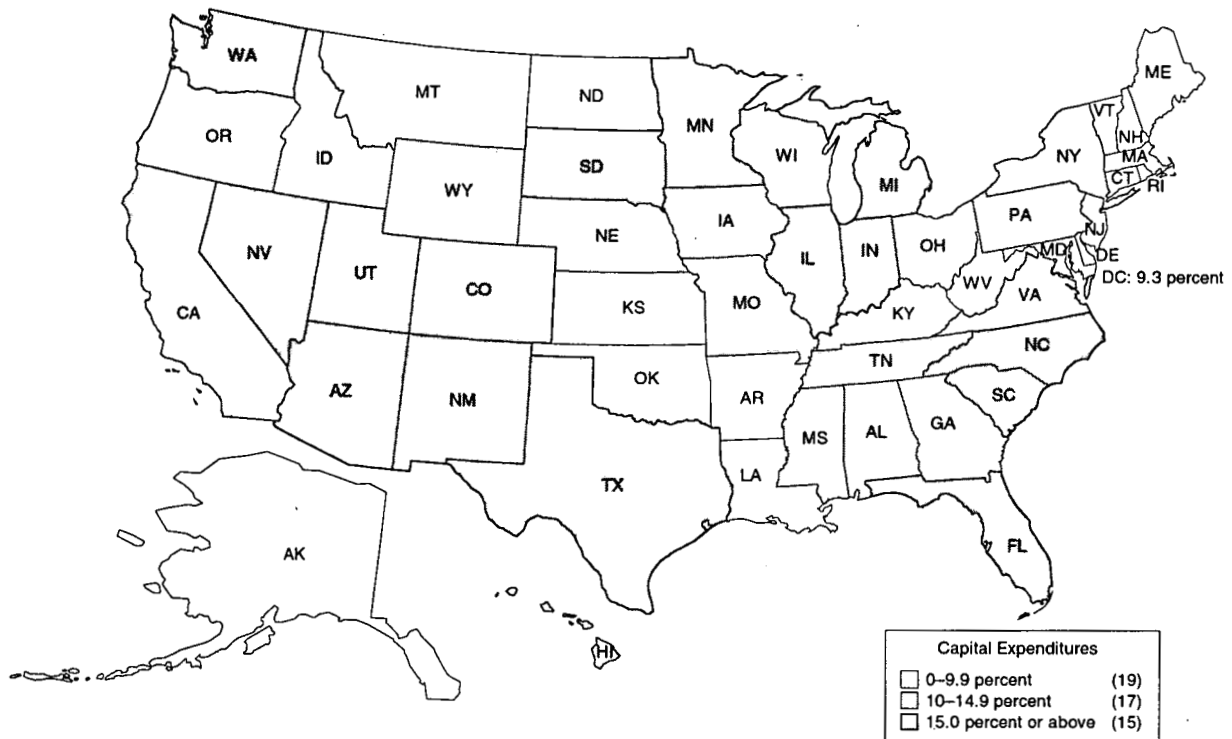 WA
MT
ND
MN
ME
VT
NH
OR
ID
SD
WI
NY
MA
WY
MI
CT
RI
IA
PA
NE
NJ
NV
OH
MD
DE
UT
IL
IN
CO
WV
DC: 9.3 percent
CA
KS
MO
VA
KY
NC
TN
OK
AZ
NM
AR
SC
MS
AL
GA
LA
TX
AK
FL
HI
Capital Expenditures
0–9.9 percent (19)
10–14.9 percent (17)
15.0 percent or above (15)